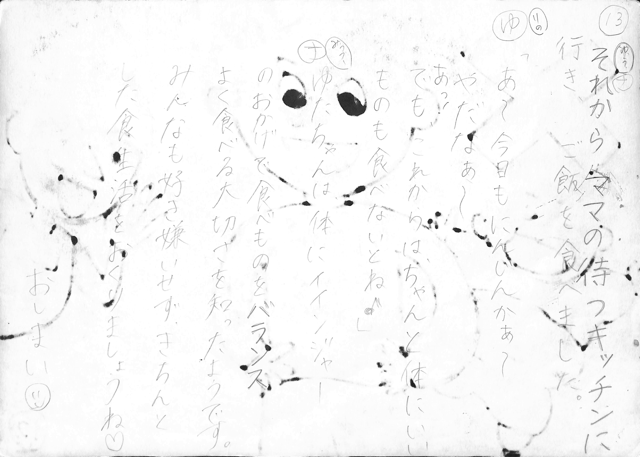 ⑬
それから ママの待つキッチンに
行き ご飯を食べました。
ゆ
「あ〜今日もにんじんかぁ〜
やだなぁ〜
あっ!
でもこれからは、ちゃんと体にいい
ものも食べないとね。」
ナ
ゆたちゃんは体にイインジャー
のおかげで食べものをバランス
よく食べる大切さを知ったようです。
みんなも好き嫌いせず、きちんと
した食生活をおくりましょうね♡
おしまい